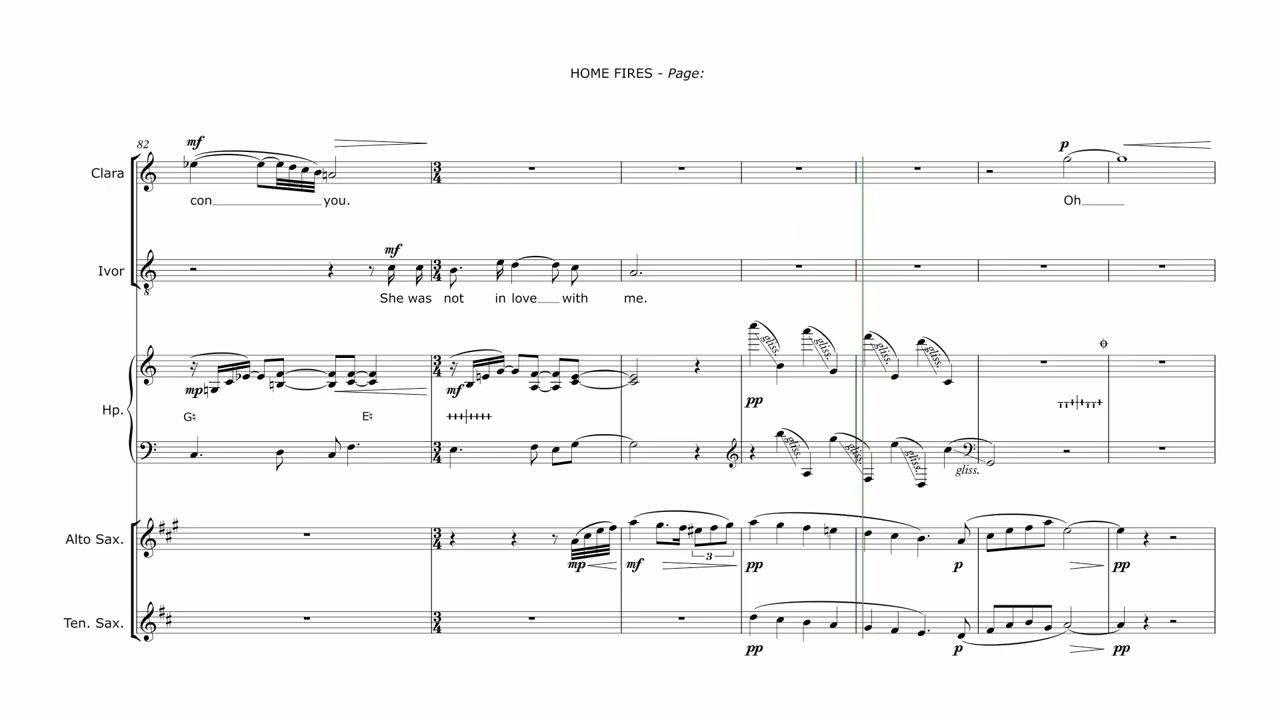 HOME FIRES - Page:
82
mf
p
Clara
con you. Oh
mf
Ivor
She was not in love with me.
mp
mf
pp
gliss. gliss. gliss. gliss.
Hp.
G♮ E♮
gliss. gliss. gliss. gliss.
Alto Sax.
3
mp mf pp p pp
Ten. Sax.
pp p pp